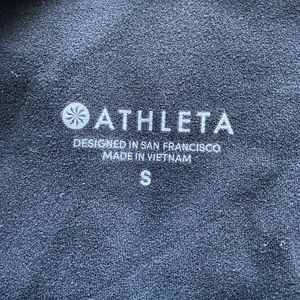 ATHLETA
DESIGNED IN SAN FRANCISCO
MADE IN VIETNAM
S